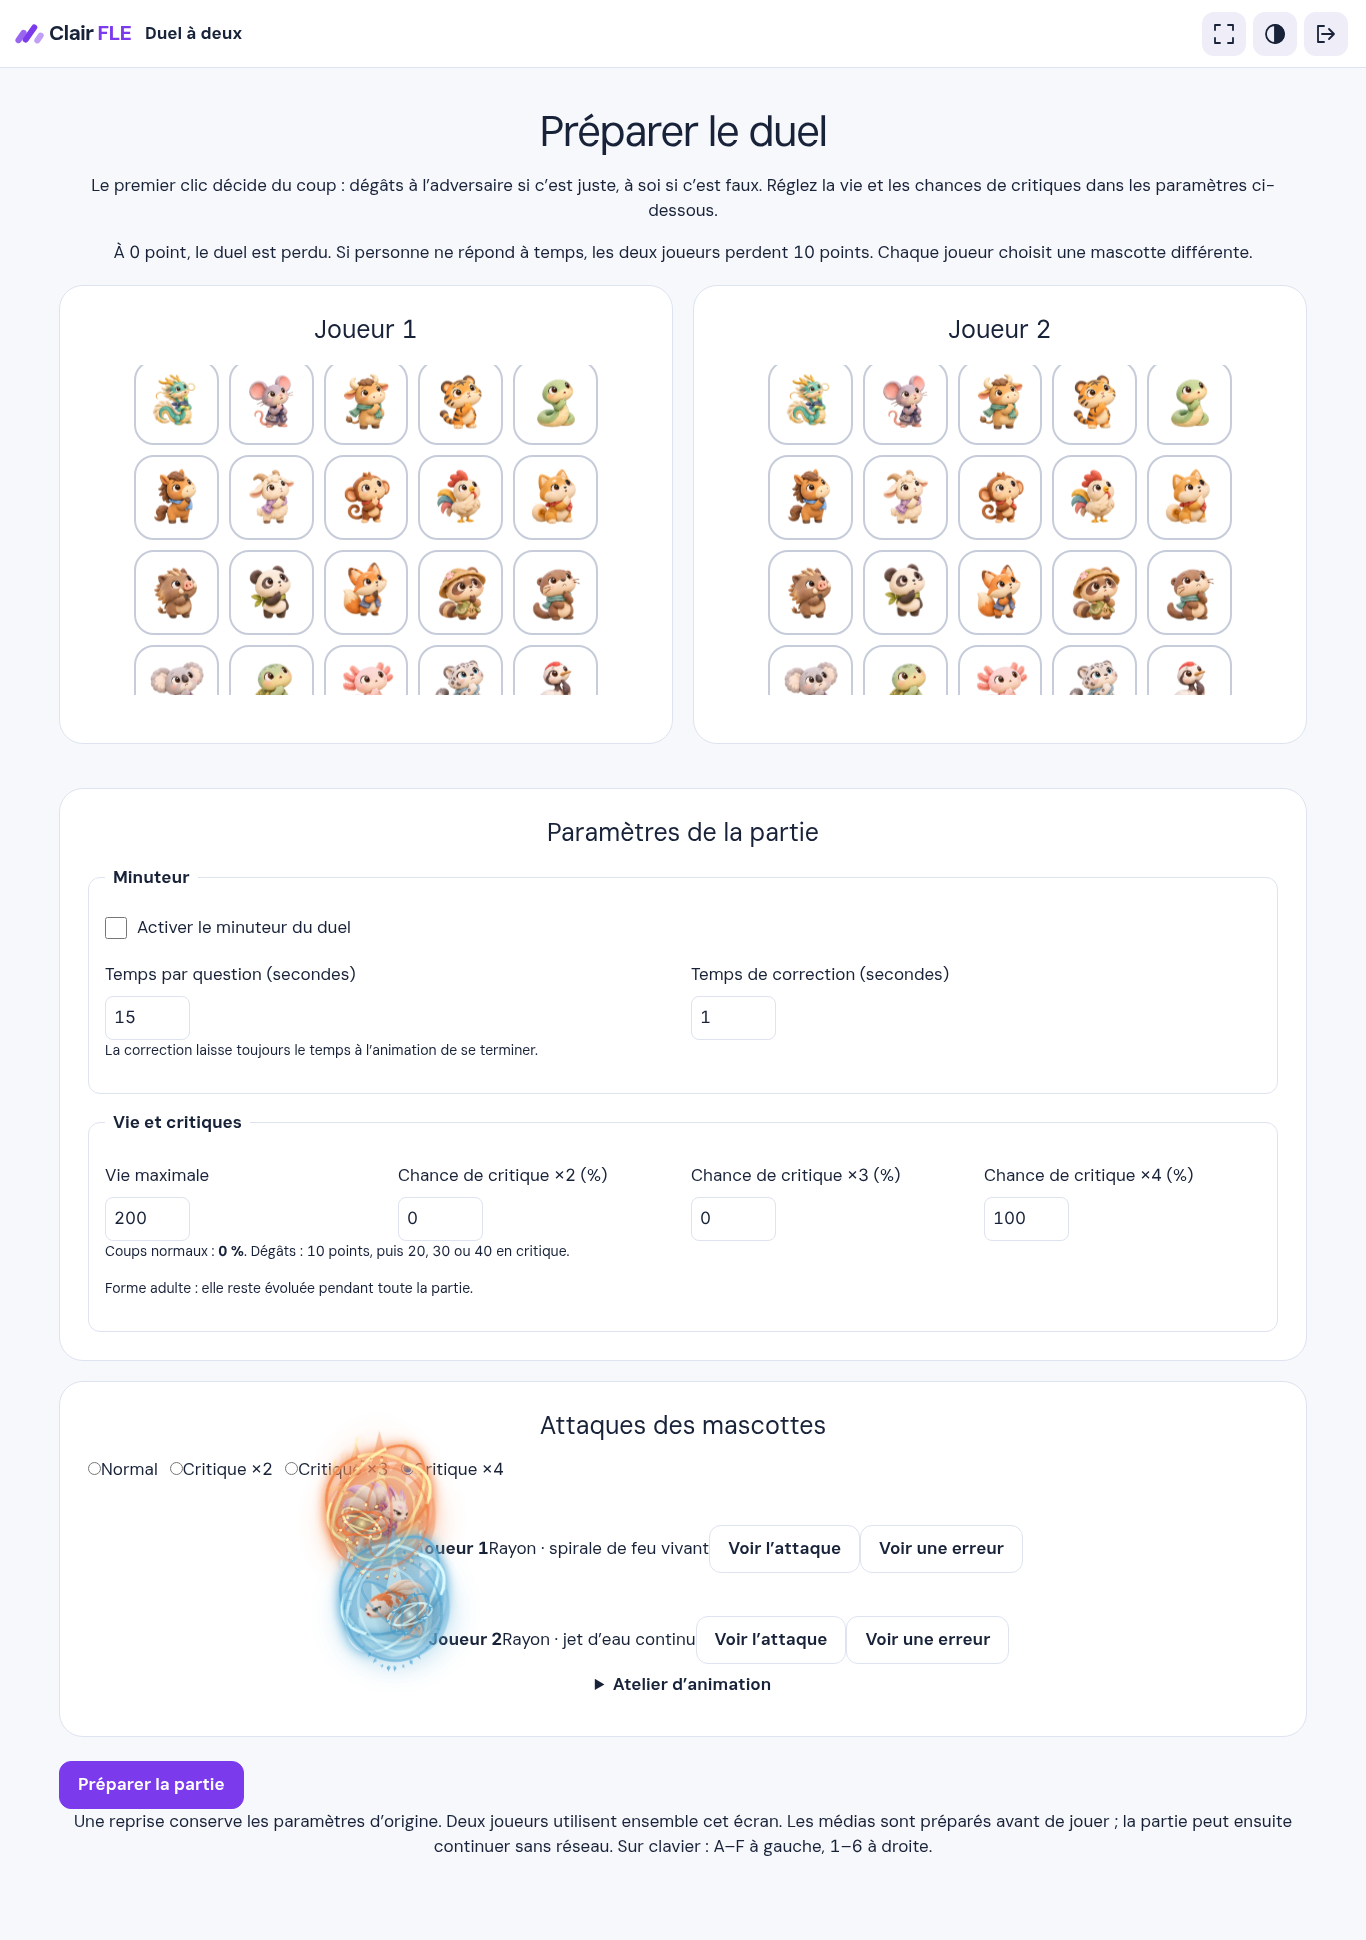 Clair FLE Duel à deux
Préparer le duel
Le premier clic décide du coup : dégâts à l’adversaire si c’est juste, à soi si c’est faux. Réglez la vie et les chances de critiques dans les paramètres ci-
dessous.
À 0 point, le duel est perdu. Si personne ne répond à temps, les deux joueurs perdent 10 points. Chaque joueur choisit une mascotte différente.
Joueur 1
Joueur 2
Paramètres de la partie
Minuteur
Activer le minuteur du duel
Temps par question (secondes)
Temps de correction (secondes)
15
1
La correction laisse toujours le temps à l’animation de se terminer.
Vie et critiques
Vie maximale
Chance de critique ×2 (%)
Chance de critique ×3 (%)
Chance de critique ×4 (%)
200
0
0
100
Coups normaux : 0 %. Dégâts : 10 points, puis 20, 30 ou 40 en critique.
Forme adulte : elle reste évoluée pendant toute la partie.
Attaques des mascottes
Normal Critique ×2 Critique ×3 Critique ×4
Joueur 1 Rayon · spirale de feu vivant Voir l’attaque Voir une erreur
Joueur 2 Rayon · jet d’eau continu Voir l’attaque Voir une erreur
Atelier d’animation
Préparer la partie
Une reprise conserve les paramètres d’origine. Deux joueurs utilisent ensemble cet écran. Les médias sont préparés avant de jouer ; la partie peut ensuite
continuer sans réseau. Sur clavier : A–F à gauche, 1–6 à droite.